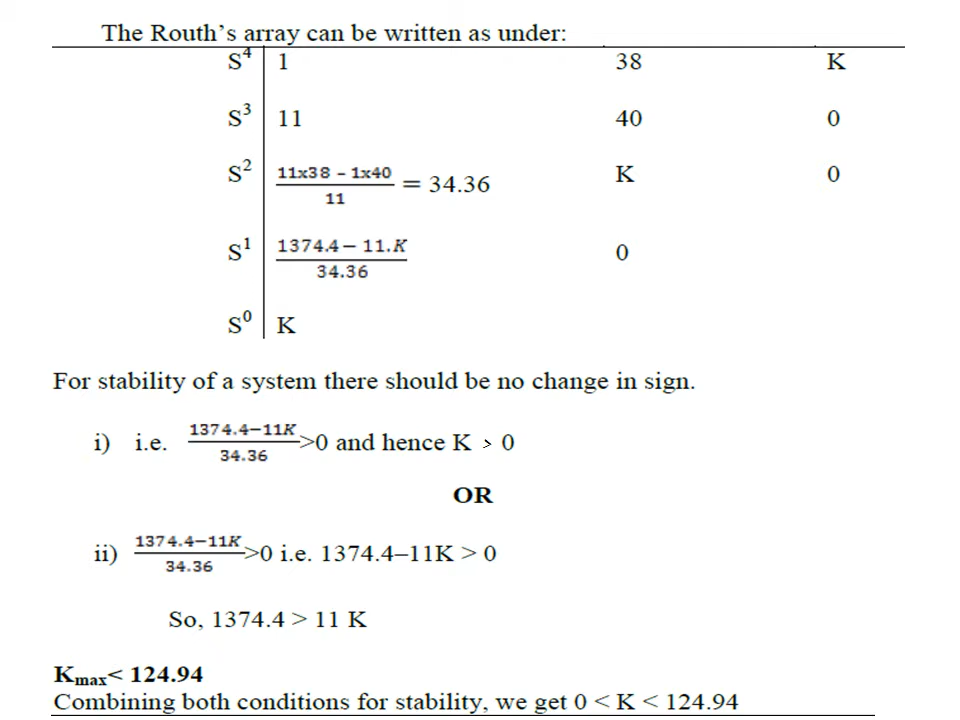 The Routh's array can be written as under:
S⁴ 1 38 K
S³ 11 40 0
S² (11x38 - 1x40)/11 = 34.36 K 0
S¹ (1374.4 – 11.K)/34.36 0
S⁰ K
For stability of a system there should be no change in sign.
i) i.e. (1374.4–11K)/34.36 >0 and hence K > 0
OR
ii) (1374.4–11K)/34.36 >0 i.e. 1374.4–11K > 0
So, 1374.4 > 11 K
Kmax< 124.94
Combining both conditions for stability, we get 0 < K < 124.94